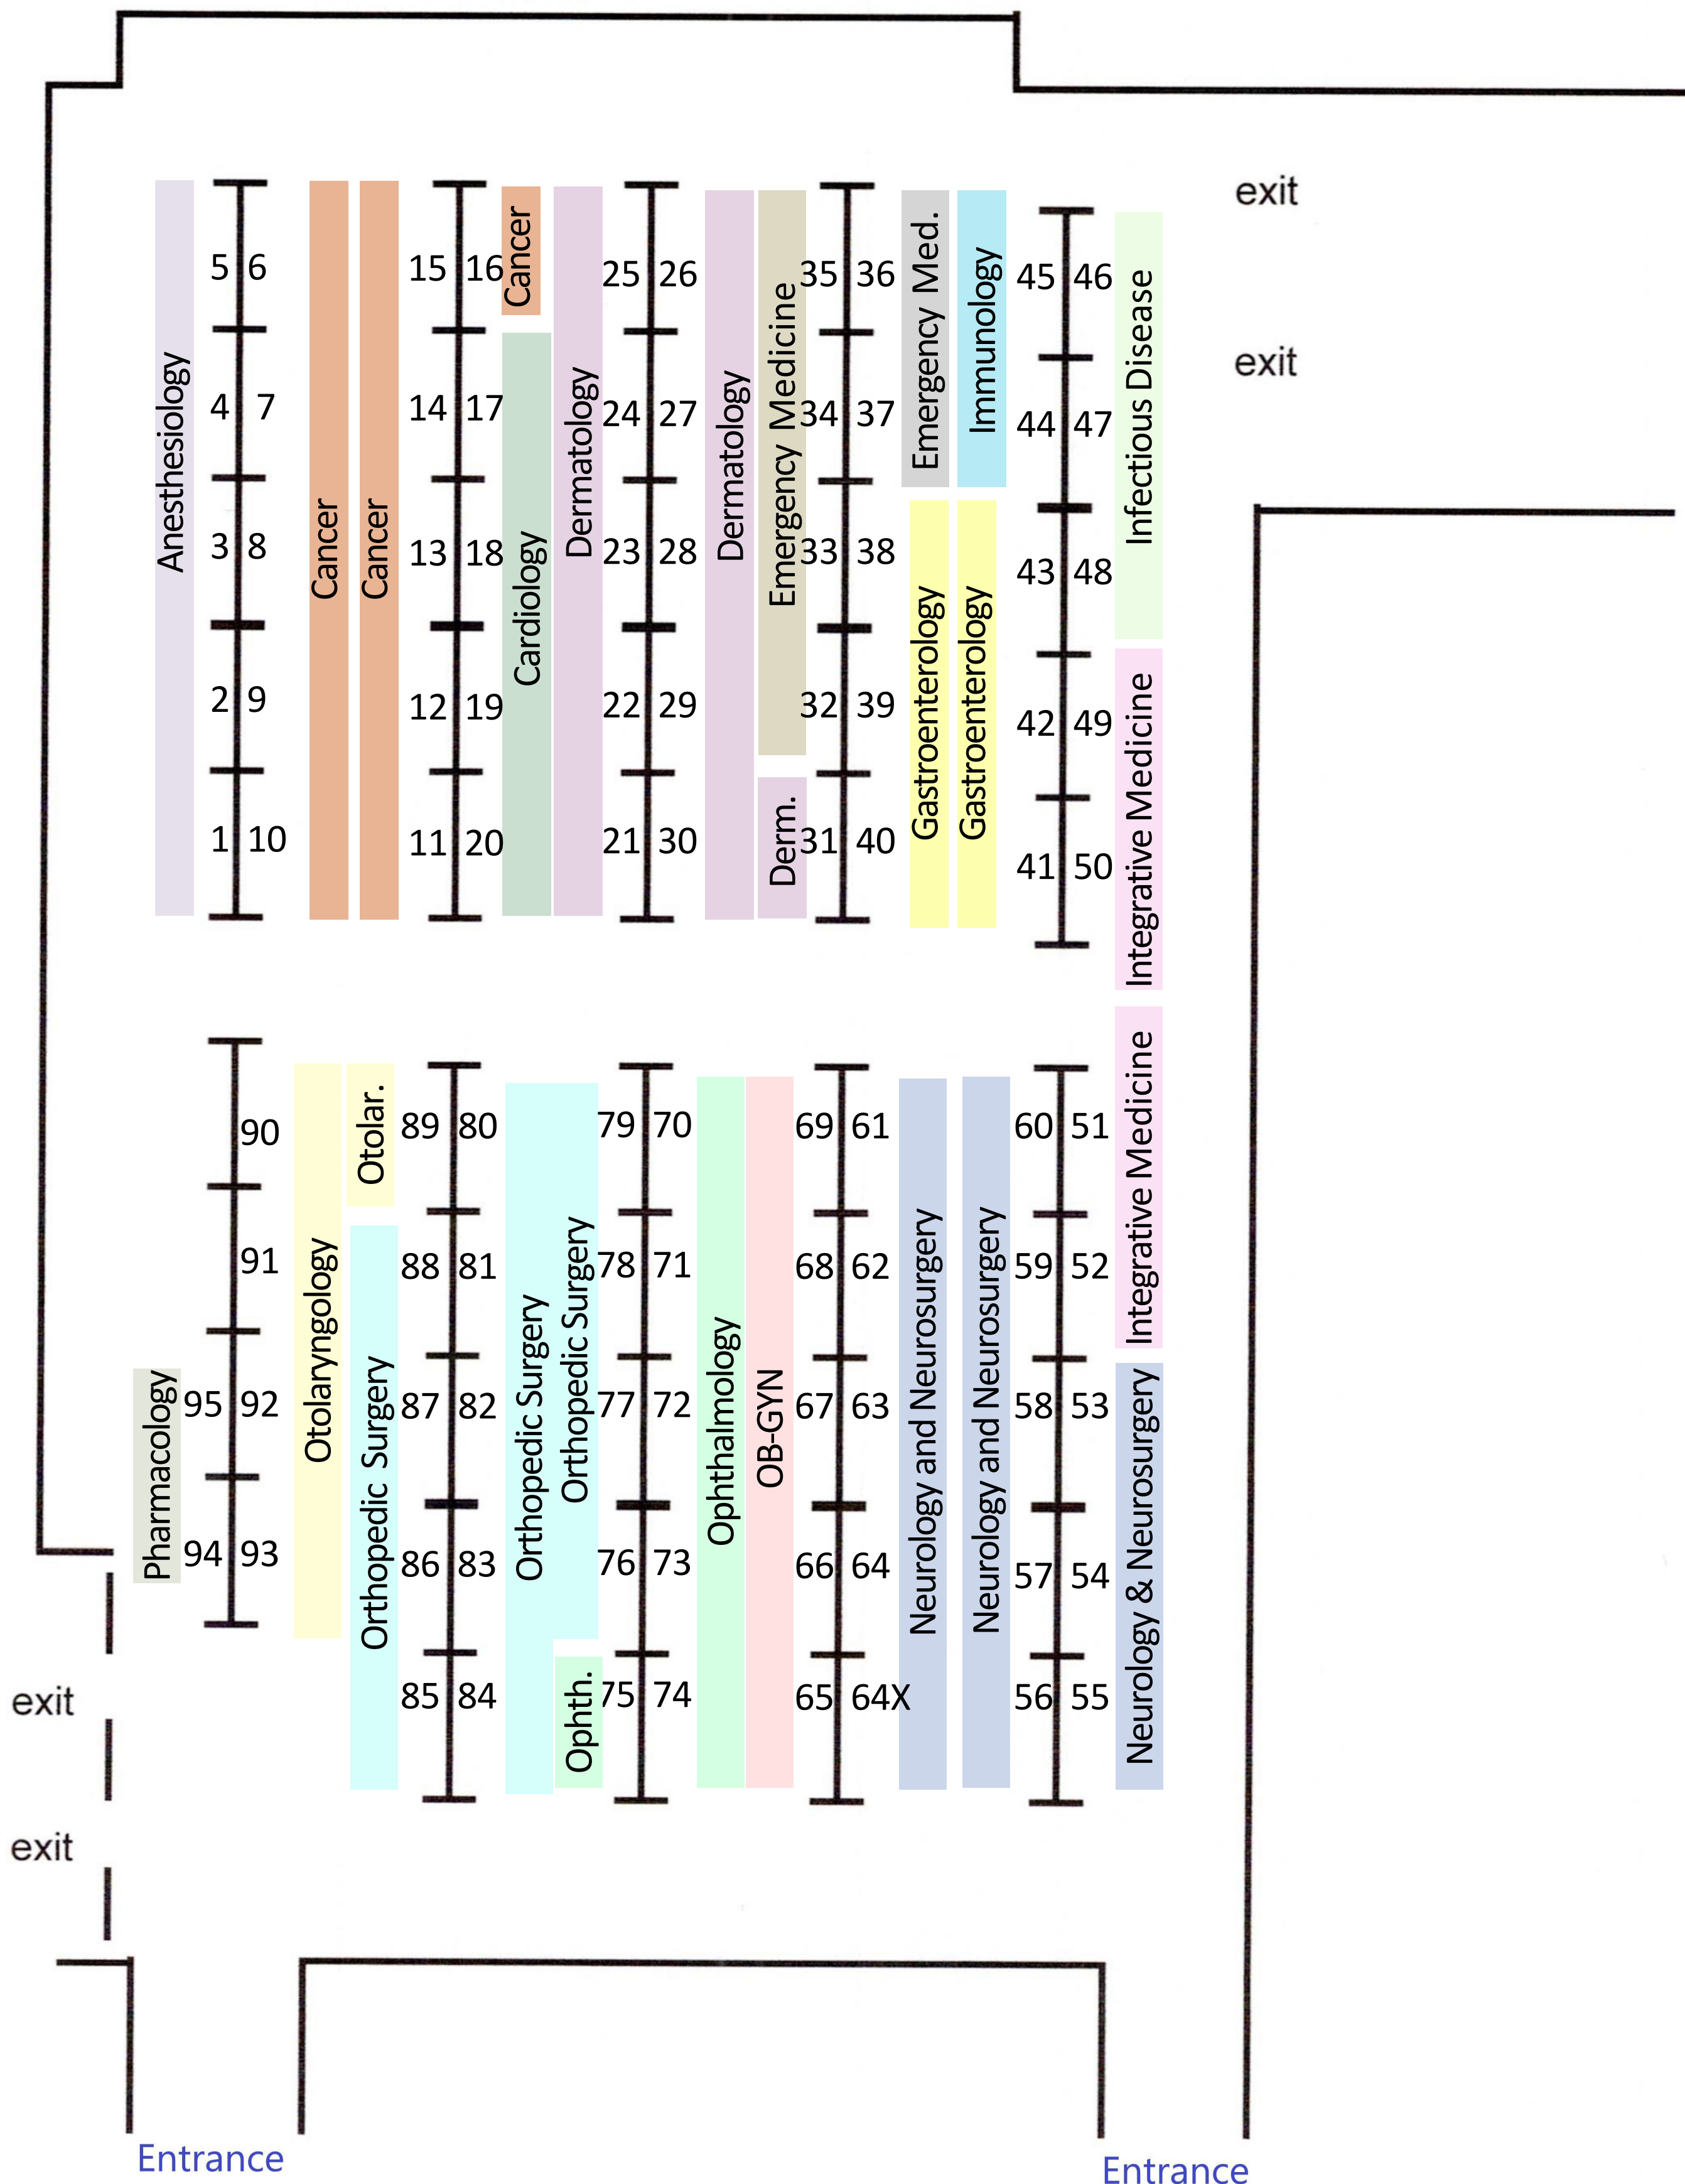 exit
exit
Anesthesiology
5 6
4 7
3 8
2 9
1 10
Cancer
Cancer
15 16
14 17
13 18
12 19
11 20
Cancer
Cardiology
Dermatology
25 26
24 27
23 28
22 29
21 30
Dermatology
Emergency Medicine
Derm.
35 36
34 37
33 38
32 39
31 40
Emergency Med.
Gastroenterology
Immunology
Gastroenterology
45 46
44 47
43 48
42 49
41 50
Infectious Disease
Integrative Medicine
Pharmacology
90
91
95 92
94 93
Otolaryngology
Otolar.
Orthopedic Surgery
89 80
88 81
87 82
86 83
85 84
Orthopedic Surgery
Orthopedic Surgery
Ophth.
79 70
78 71
77 72
76 73
75 74
Ophthalmology
OB-GYN
69 61
68 62
67 63
66 64
65 64X
Neurology and Neurosurgery
Neurology and Neurosurgery
60 51
59 52
58 53
57 54
56 55
Integrative Medicine
Neurology & Neurosurgery
exit
exit
Entrance
Entrance